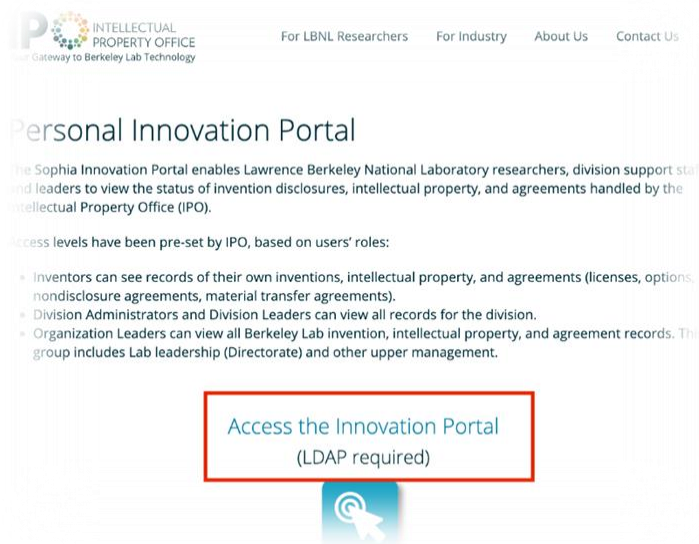 INTELLECTUAL
PROPERTY OFFICE
Gateway to Berkeley Lab Technology
For LBNL Researchers For Industry About Us Contact Us
Personal Innovation Portal
The Sophia Innovation Portal enables Lawrence Berkeley National Laboratory researchers, division support
and leaders to view the status of invention disclosures, intellectual property, and agreements handled by the
Intellectual Property Office (IPO).
Access levels have been pre-set by IPO, based on users' roles:
• Inventors can see records of their own inventions, intellectual property, and agreements (licenses, options,
nondisclosure agreements, material transfer agreements).
• Division Administrators and Division Leaders can view all records for the division.
• Organization Leaders can view all Berkeley Lab invention, intellectual property, and agreement records. This
group includes Lab leadership (Directorate) and other upper management.
Access the Innovation Portal
(LDAP required)